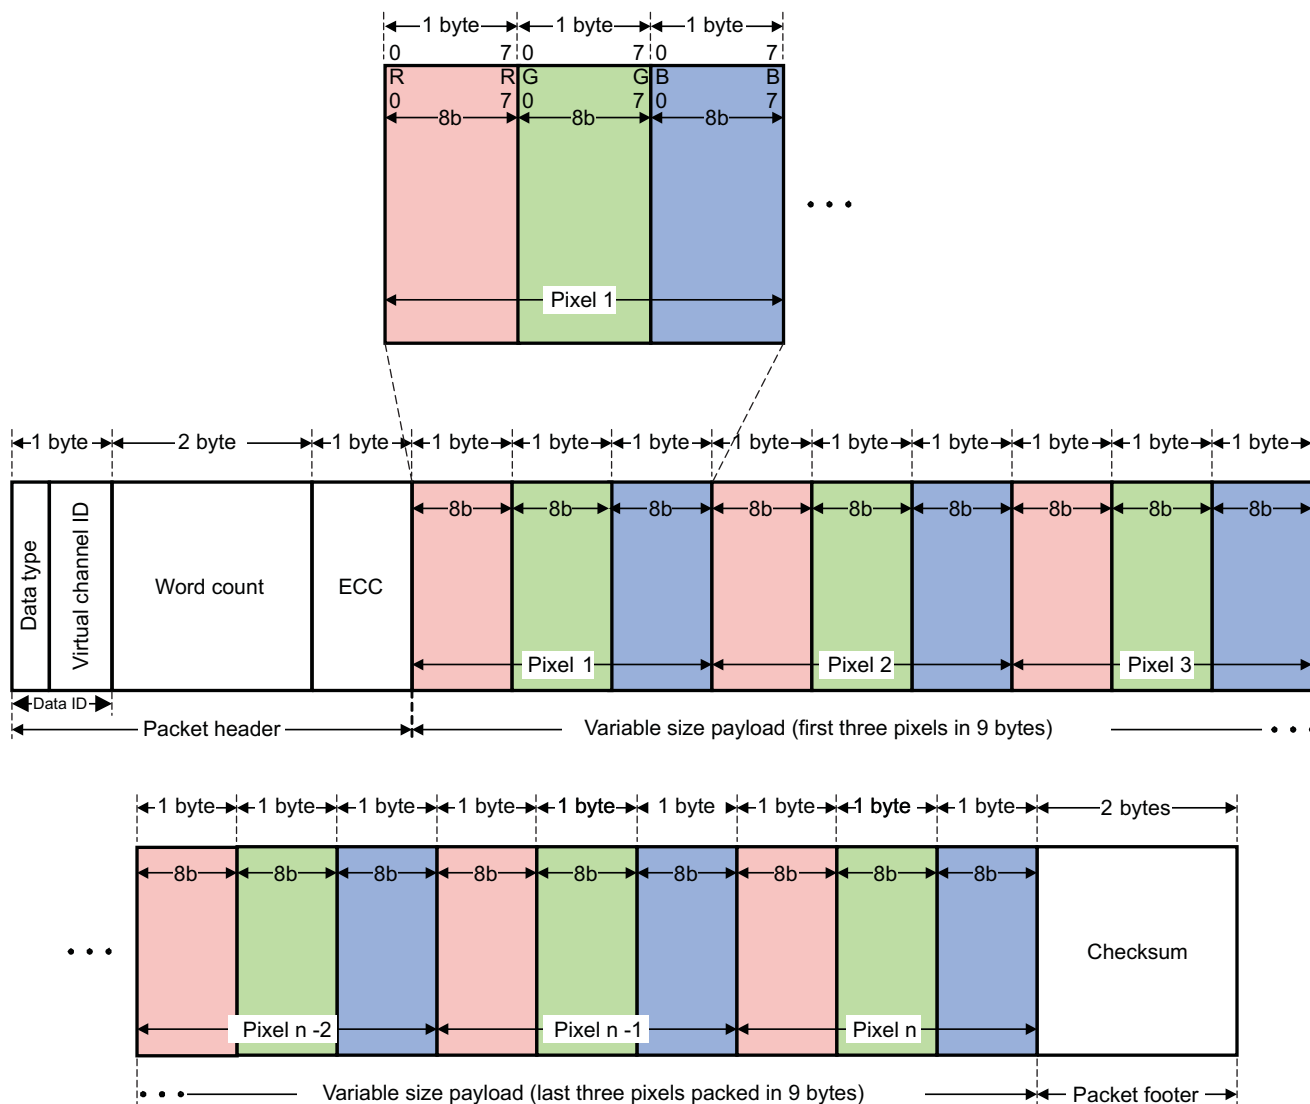 1 byte 1 byte 1 byte
0 7 0 7 0 7
R R G G B B
0 7 0 7 0 7
8b 8b 8b
Pixel 1
• • •
1 byte 2 byte 1 byte 1 byte 1 byte 1 byte 1 byte 1 byte 1 byte 1 byte 1 byte 1 byte
8b 8b 8b 8b 8b 8b 8b 8b 8b
Data type
Virtual channel ID
Word count
ECC
Pixel 1
Pixel 2
Pixel 3
Data ID
Packet header
Variable size payload (first three pixels in 9 bytes)
• • •
1 byte 1 byte 1 byte 1 byte 1 byte 1 byte 1 byte 1 byte 1 byte 2 bytes
8b 8b 8b 8b 8b 8b 8b 8b 8b
• • •
Checksum
Pixel n -2
Pixel n -1
Pixel n
• • •
Variable size payload (last three pixels packed in 9 bytes)
Packet footer